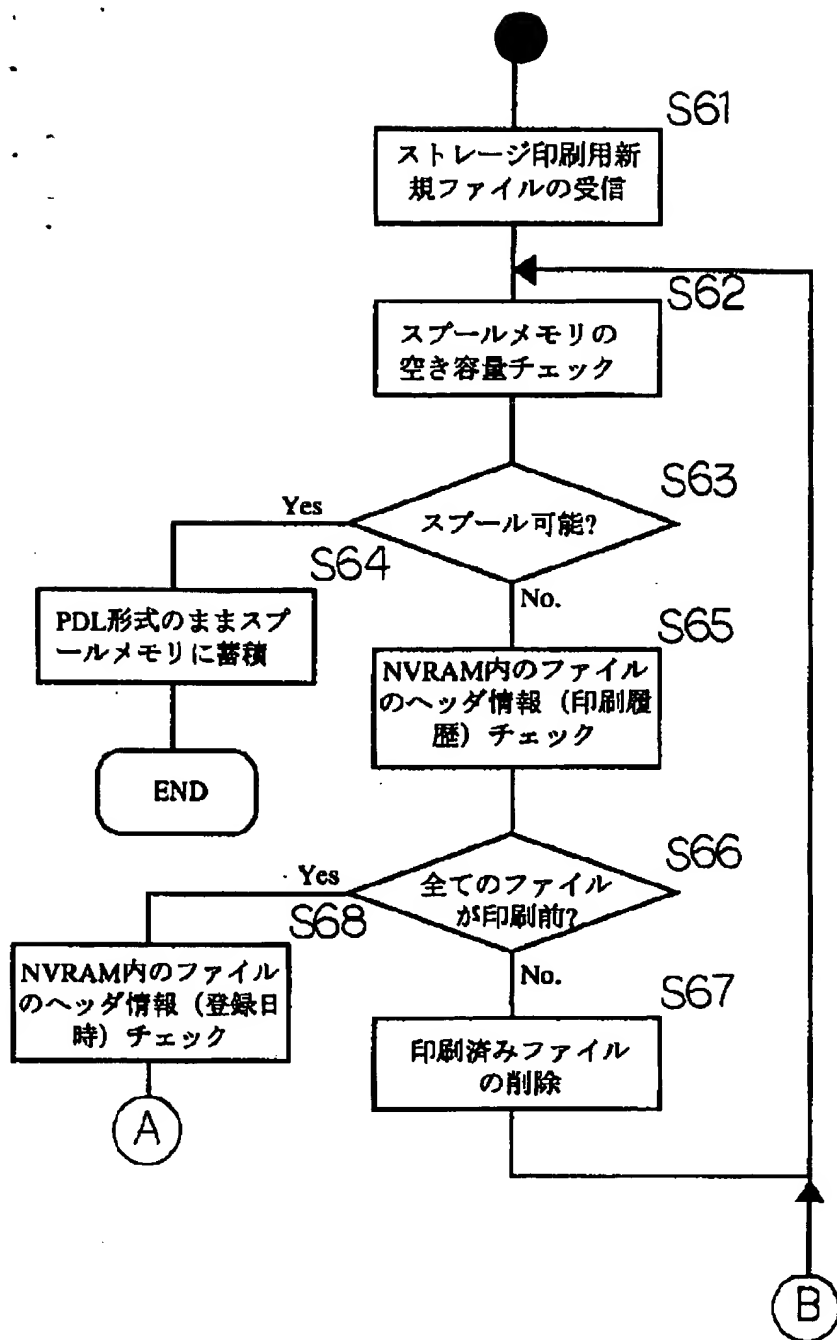 S61
ストレージ印刷用新
規ファイルの受信
S62
スプールメモリの
空き容量チェック
S63
スプール可能?
Yes
S64
PDL形式のままスプ
ールメモリに蓄積
END
No.
S65
NVRAM内のファイル
のヘッダ情報（印刷履
歴）チェック
S66
全てのファイル
が印刷前?
Yes
S68
NVRAM内のファイル
のヘッダ情報（登録日
時）チェック
A
No.
S67
印刷済みファイル
の削除
B